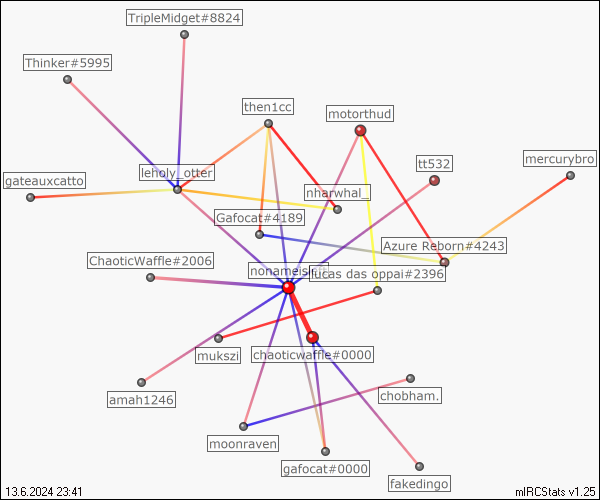 TripleMidget#8824
Thinker#5995
then1cc
motorthud
tt532
mercurybro
leholy_otter
gateauxcatto
nharwhal_
Gafocat#4189
Azure Reborn#4243
ChaoticWaffle#2006
lucas das oppai#2396
mukszi
chaoticwaffle#0000
amah1246
chobham.
moonraven
gafocat#0000
fakedingo
13.6.2024 23:41
mIRCStats v1.25